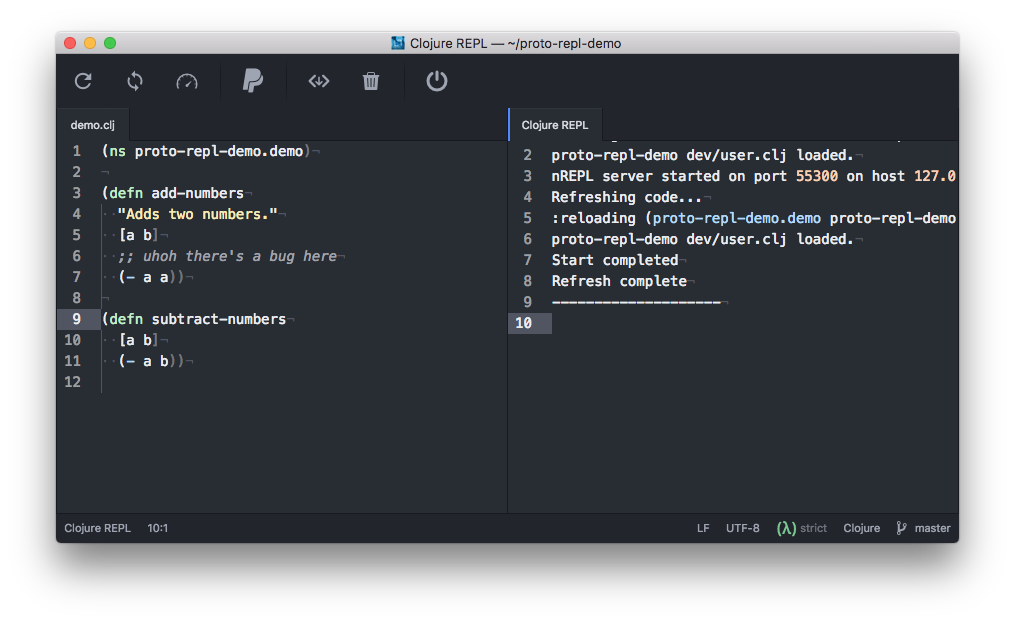 Clojure REPL — ~/proto-repl-demo
demo.clj
1 (ns proto-repl-demo.demo)¬
2 ¬
3 (defn add-numbers¬
4 ··"Adds two numbers."¬
5 ··[a b]¬
6 ··;; uhoh there's a bug here¬
7 ··(- a a))¬
8 ¬
9 (defn subtract-numbers¬
10 ··[a b]¬
11 ··(- a b))¬
12
Clojure REPL
2 proto-repl-demo dev/user.clj loaded.¬
3 nREPL server started on port 55300 on host 127.0
4 Refreshing code...¬
5 :reloading (proto-repl-demo.demo proto-repl-demo
6 proto-repl-demo dev/user.clj loaded.¬
7 Start completed¬
8 Refresh complete¬
9 --------------------¬
10
Clojure REPL 10:1 LF UTF-8 (λ) strict Clojure master